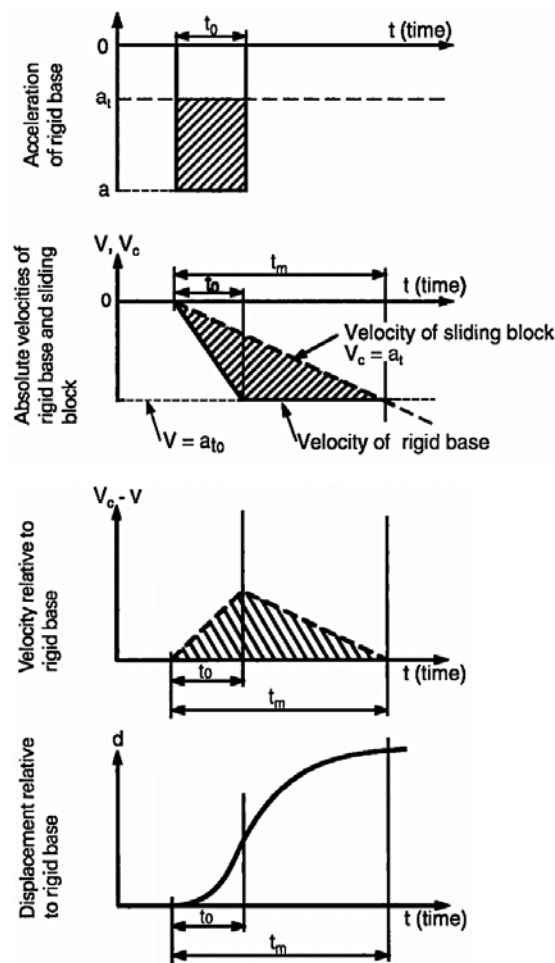 t₀
t (time)
0
aₜ
a
Acceleration
of rigid base
V, V꜀
tₘ
t₀
t (time)
0
Velocity of sliding block
V꜀ = aₜ
V = aₜ₀
Velocity of rigid base
Absolute velocities of
rigid base and sliding
block
V꜀ - V
Velocity relative to
rigid base
t (time)
t₀
tₘ
d
Displacement relative
to rigid base
t (time)
t₀
tₘ